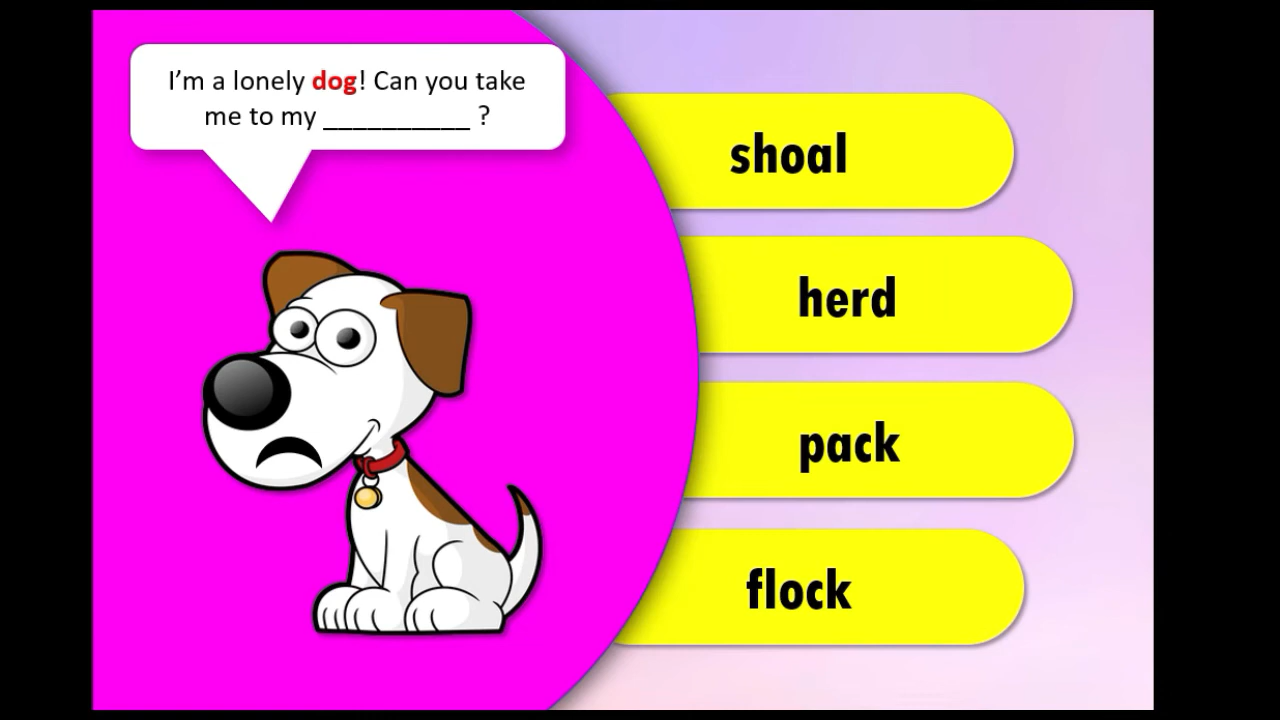 I’m a lonely dog! Can you take
me to my __________ ?
shoal
herd
pack
flock